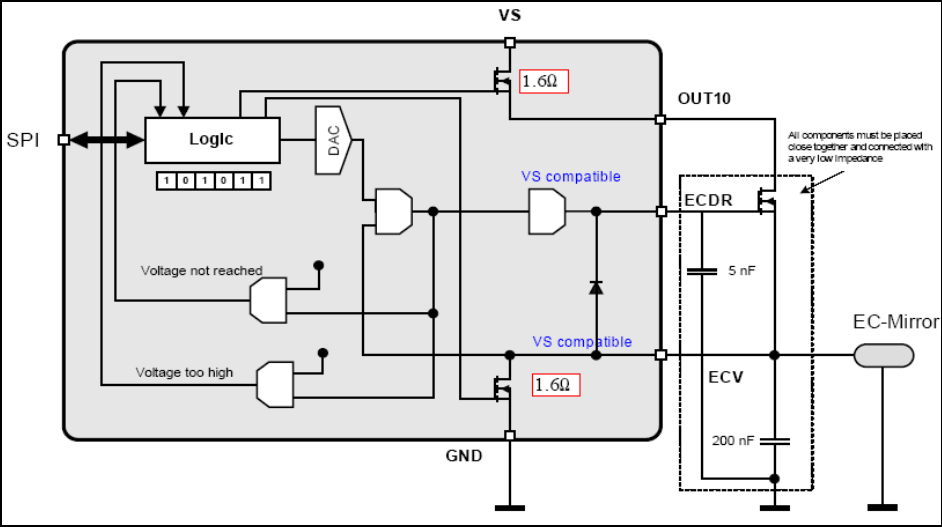 VS
1.6Ω
OUT10
SPI
Logic
DAC
All components must be placed
close together and connected with
a very low impedance
1 0 1 0 1 1
VS compatible
ECDR
Voltage not reached
5 nF
EC-Mirror
VS compatible
Voltage too high
1.6Ω
ECV
200 nF
GND